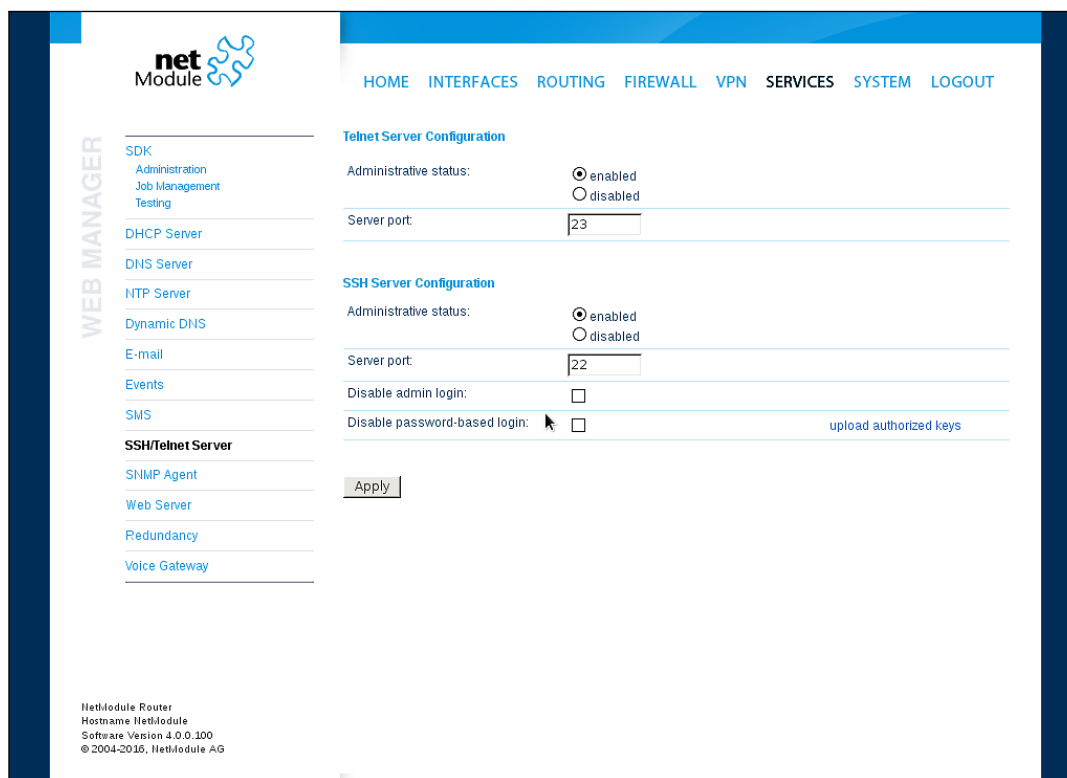 net
Module
HOME INTERFACES ROUTING FIREWALL VPN SERVICES SYSTEM LOGOUT
WEB MANAGER
SDK
Administration
Job Management
Testing
DHCP Server
DNS Server
NTP Server
Dynamic DNS
E-mail
Events
SMS
SSH/Telnet Server
SNMP Agent
Web Server
Redundancy
Voice Gateway
Telnet Server Configuration
Administrative status:
enabled
disabled
Server port:
23
SSH Server Configuration
Administrative status:
enabled
disabled
Server port:
22
Disable admin login:
Disable password-based login:
upload authorized keys
Apply
NetModule Router
Hostname NetModule
Software Version 4.0.0.100
© 2004-2016, NetModule AG